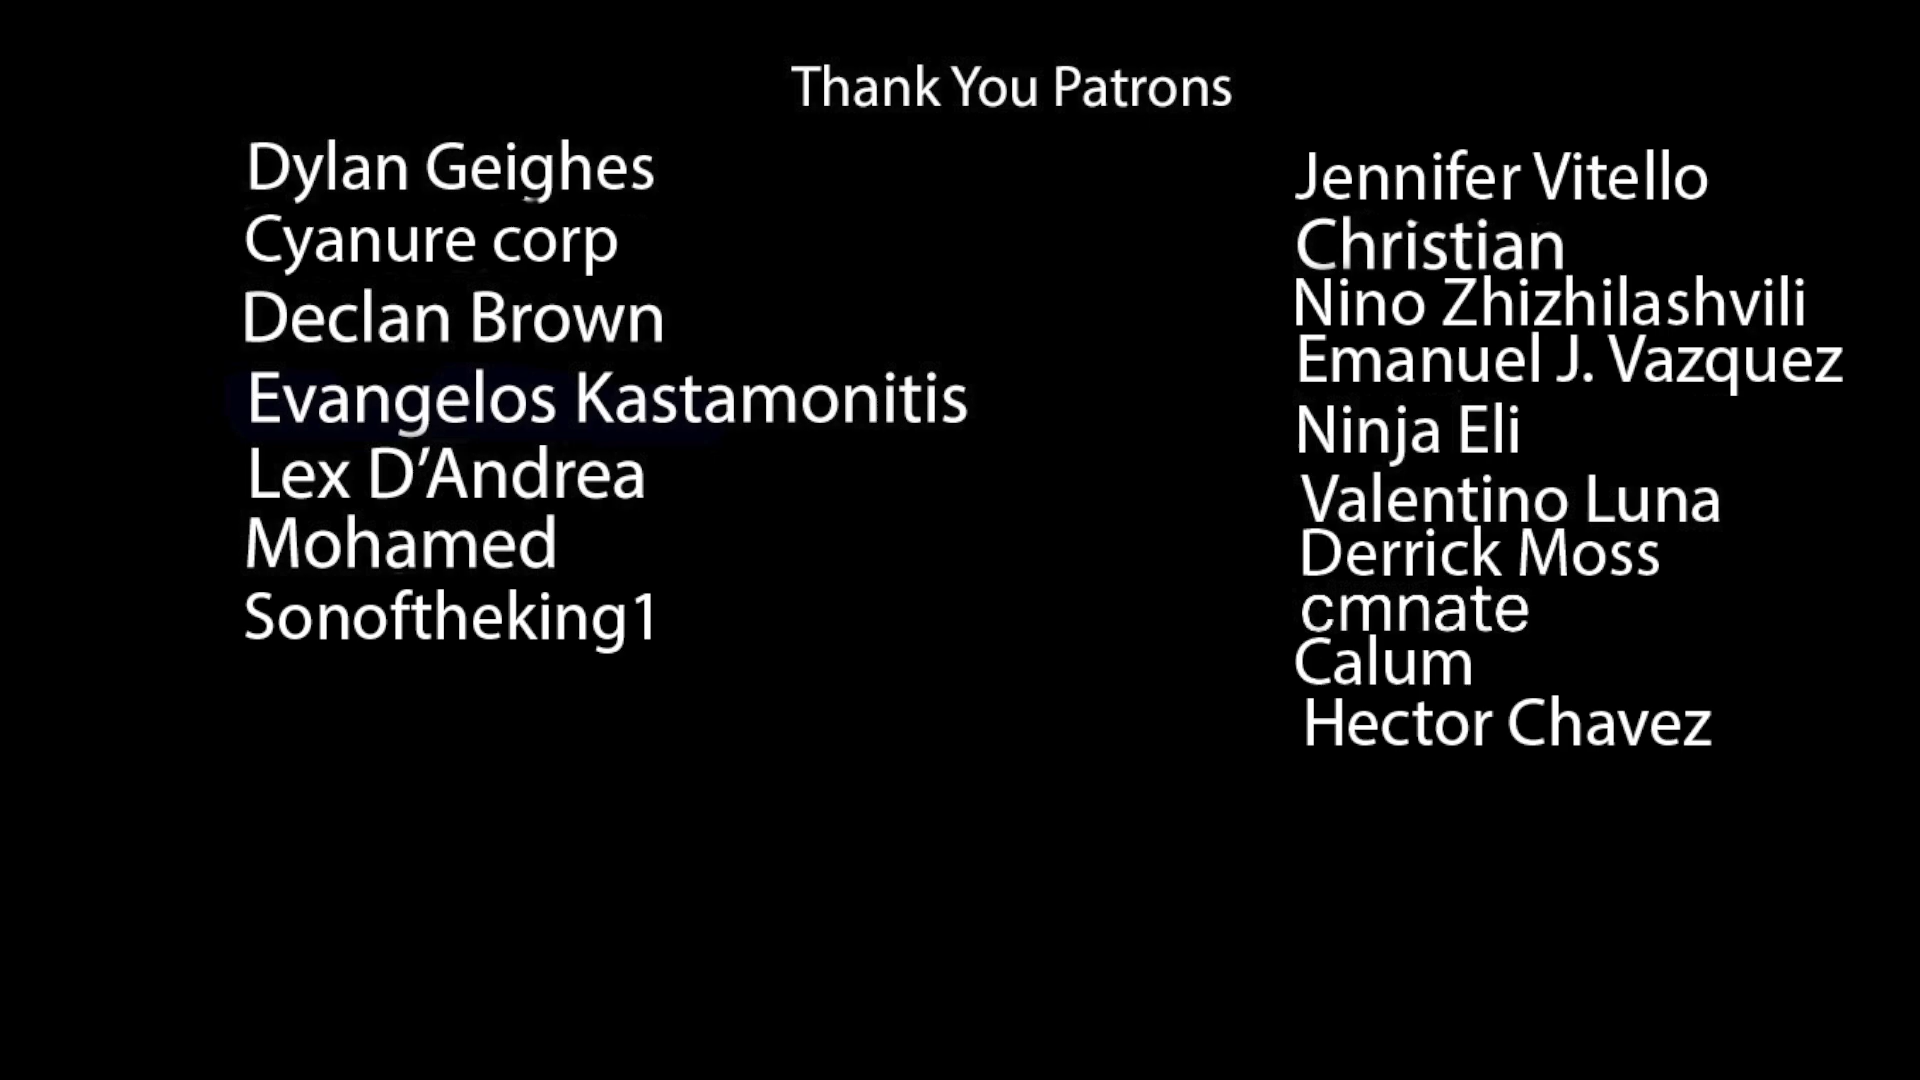 Thank You Patrons
Dylan Geighes
Cyanure corp
Declan Brown
Evangelos Kastamonitis
Lex D’Andrea
Mohamed
Sonoftheking1
Jennifer Vitello
Christian
Nino Zhizhilashvili
Emanuel J. Vazquez
Ninja Eli
Valentino Luna
Derrick Moss
cmnate
Calum
Hector Chavez